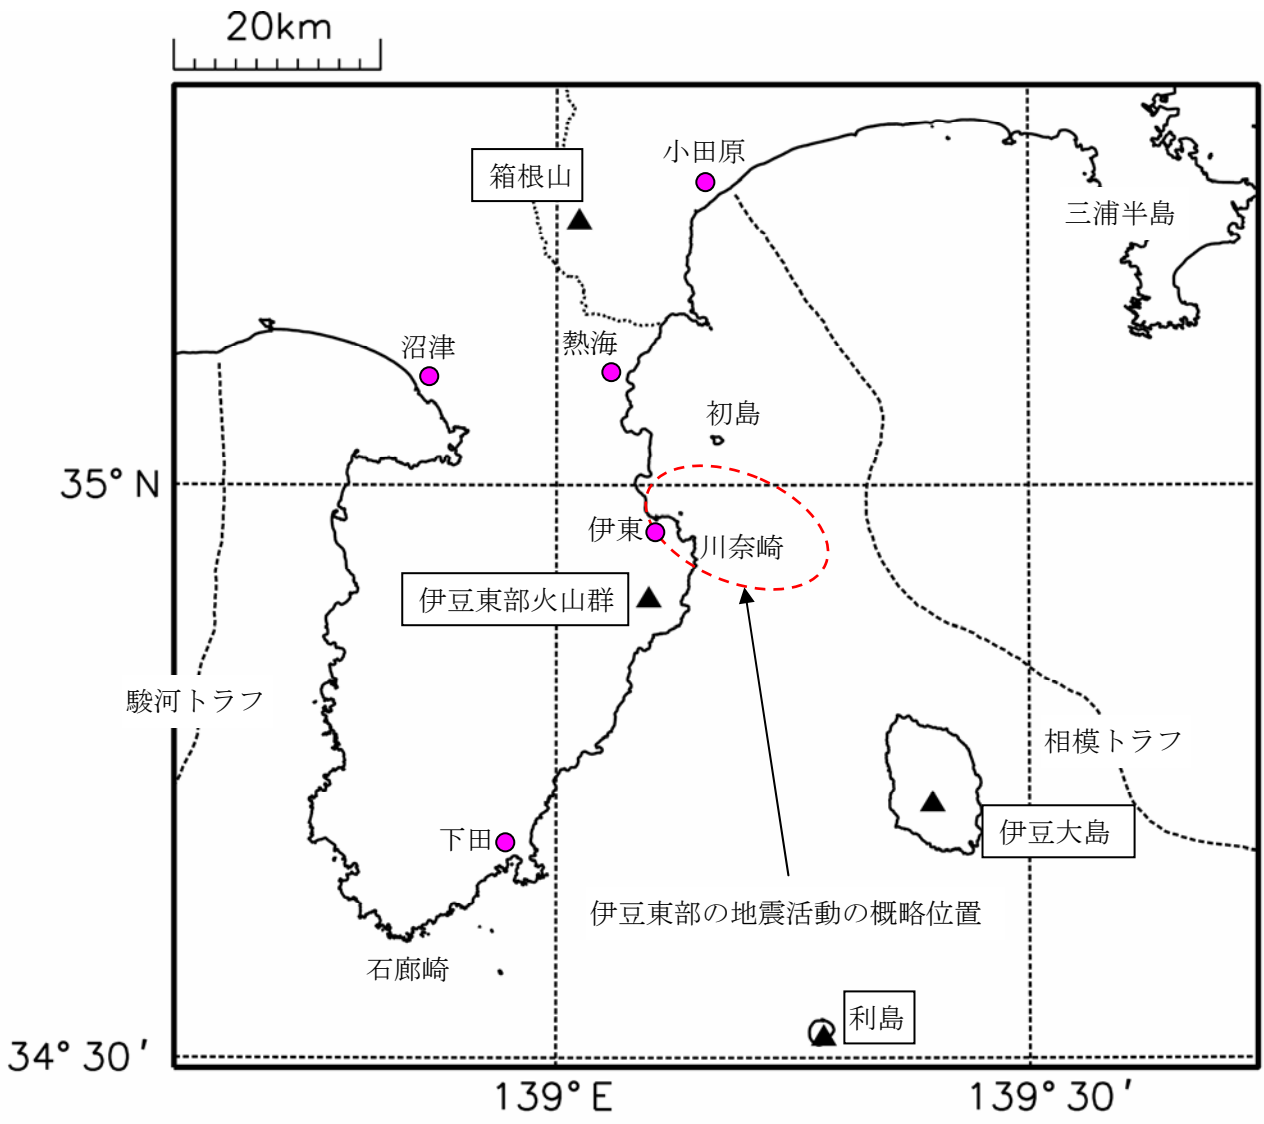 20km
小田原
箱根山
三浦半島
沼津
熱海
初島
35°N
伊東
川奈崎
伊豆東部火山群
駿河トラフ
相模トラフ
伊豆大島
下田
伊豆東部の地震活動の概略位置
石廊崎
利島
34°30′
139°E
139°30′